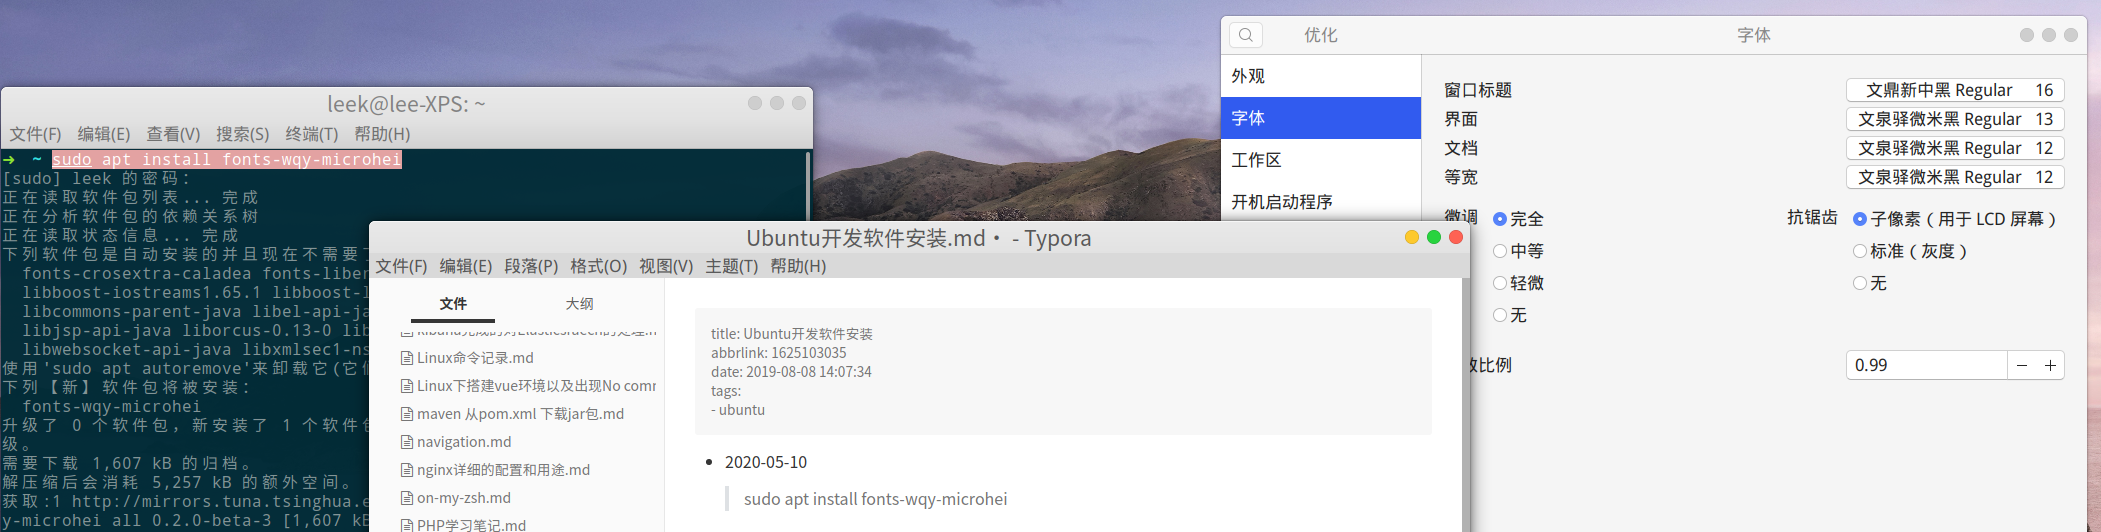 leek@lee-XPS: ~
文件(F) 编辑(E) 查看(V) 搜索(S) 终端(T) 帮助(H)
➜ ~ sudo apt install fonts-wqy-microhei
[sudo] leek 的密码：
正在读取软件包列表... 完成
正在分析软件包的依赖关系树
正在读取状态信息... 完成
下列软件包是自动安装的并且现在不需要了
fonts-crosextra-caladea fonts-liber
libboost-iostreams1.65.1 libboost-l
libcommons-parent-java libel-api-ja
libjsp-api-java liborcus-0.13-0 lib
libwebsocket-api-java libxmlsec1-ns
使用'sudo apt autoremove'来卸载它(它们
下列【新】软件包将被安装：
fonts-wqy-microhei
升级了 0 个软件包，新安装了 1 个软件包
级。
需要下载 1,607 kB 的归档。
解压缩后会消耗 5,257 kB 的额外空间。
获取:1 http://mirrors.tuna.tsinghua.e
y-microhei all 0.2.0-beta-3 [1,607 kB
Ubuntu开发软件安装.md • - Typora
文件(F) 编辑(E) 段落(P) 格式(O) 视图(V) 主题(T) 帮助(H)
文件 大纲
Linux命令记录.md
Linux下搭建vue环境以及出现No comm
maven 从pom.xml 下载jar包.md
navigation.md
nginx详细的配置和用途.md
on-my-zsh.md
PHP学习笔记.md
title: Ubuntu开发软件安装
abbrlink: 1625103035
date: 2019-08-08 14:07:34
tags:
- ubuntu
• 2020-05-10
sudo apt install fonts-wqy-microhei
优化 字体
外观
字体
工作区
开机启动程序
窗口标题 文鼎新中黑 Regular 16
界面 文泉驿微米黑 Regular 13
文档 文泉驿微米黑 Regular 12
等宽 文泉驿微米黑 Regular 12
微调 完全 抗锯齿 子像素（用于 LCD 屏幕）
中等 标准（灰度）
轻微 无
无
比例 0.99 − +